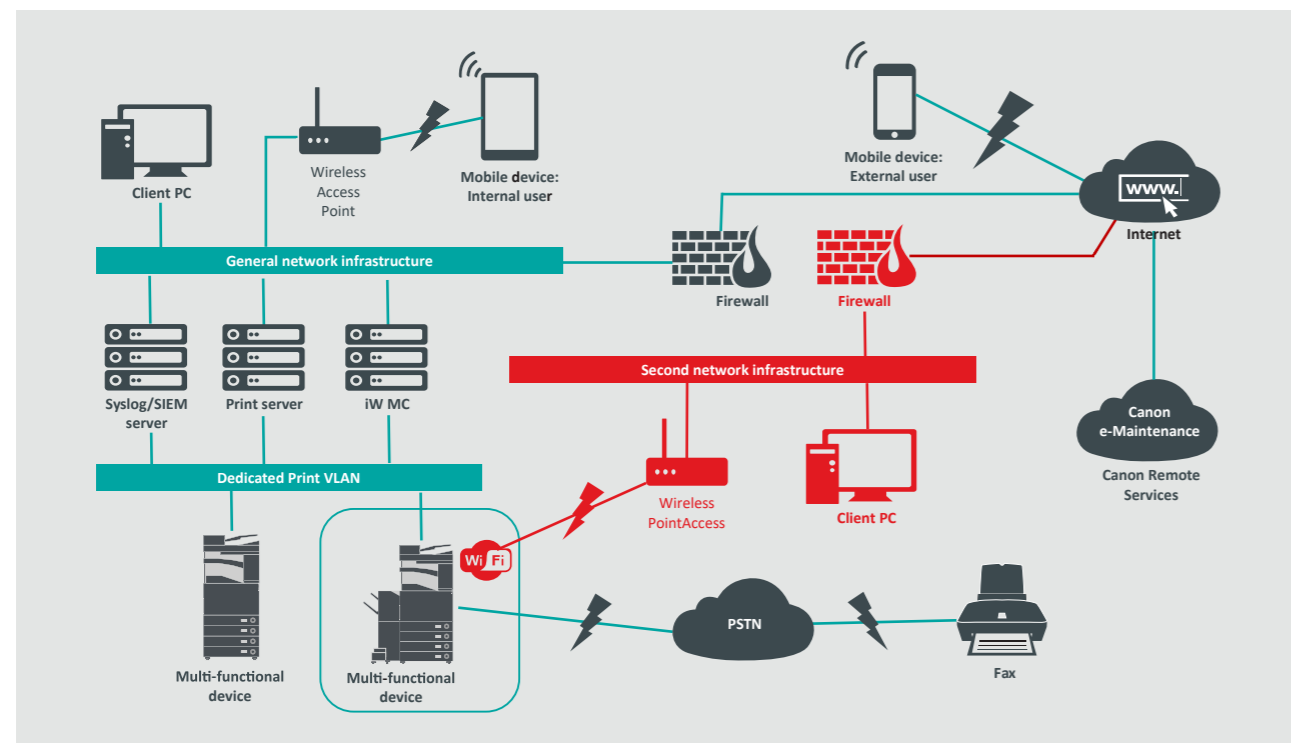 Client PC
Wireless
Access
Point
Mobile device:
Internal user
Mobile device:
External user
www.
Internet
General network infrastructure
Firewall
Firewall
Syslog/SIEM
server
Print server
iW MC
Second network infrastructure
Canon
e-Maintenance
Canon Remote
Services
Dedicated Print VLAN
Wireless
PointAccess
Client PC
Wi Fi
Multi-functional
device
Multi-functional
device
PSTN
Fax